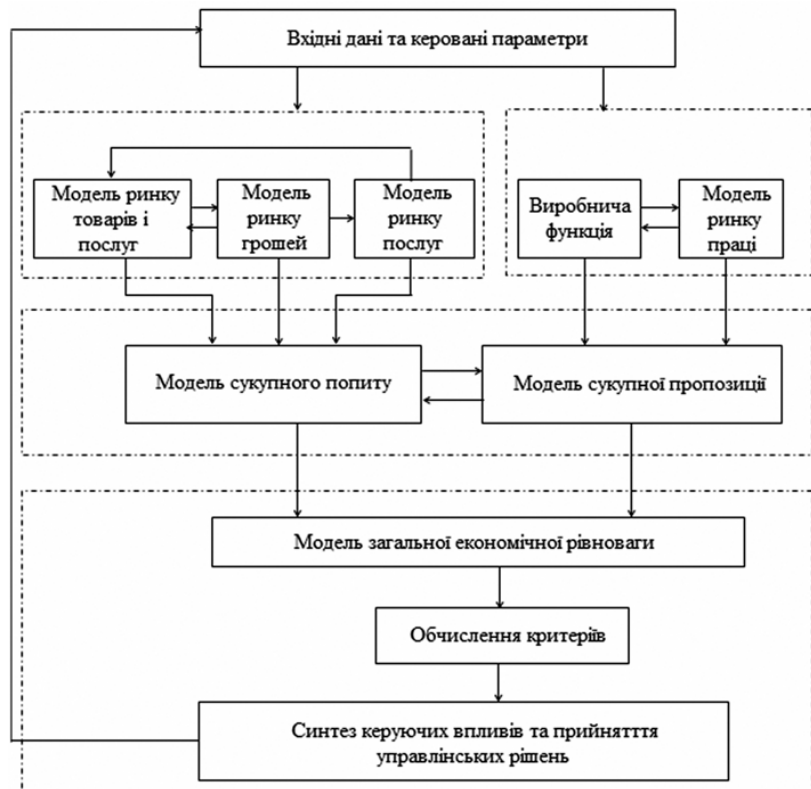 Вхідні дані та керовані параметри
Модель ринку
товарів і
послуг
Модель
ринку
грошей
Модель
ринку
послуг
Виробнича
функція
Модель
ринку
праці
Модель сукупного попиту
Модель сукупної пропозиції
Модель загальної економічної рівноваги
Обчислення критеріїв
Синтез керуючих впливів та прийнятття
управлінських рішень